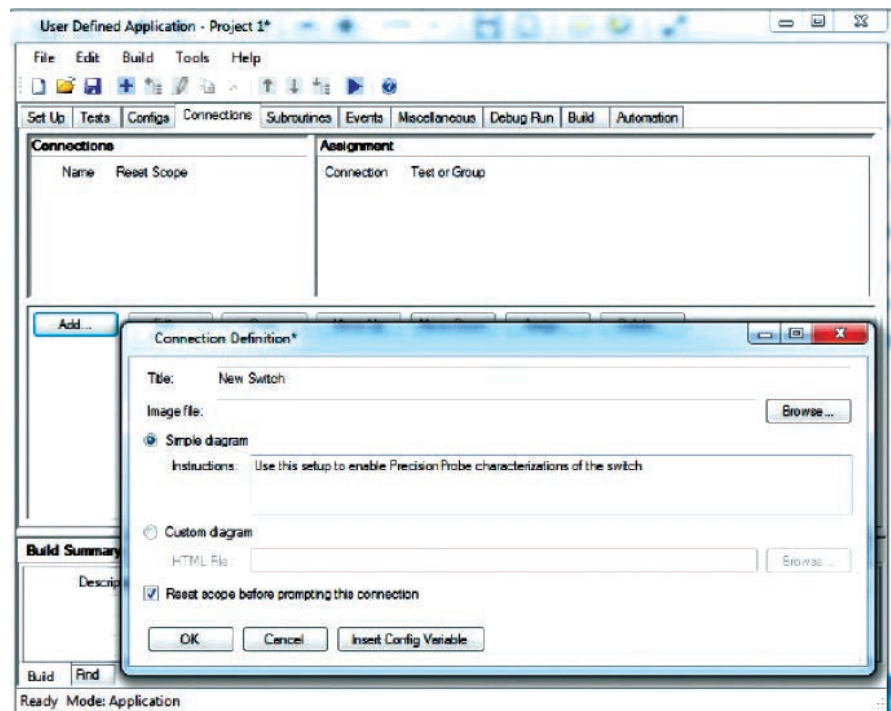 User Defined Application - Project 1*
File Edit Build Tools Help
Set Up Tests Configs Connections Subroutines Events Miscellaneous Debug Run Build Automation
Connections
Name Reset Scope
Assignment
Connection Test or Group
Add...
Connection Definition*
Title: New Switch
Image file:
Browse...
Simple diagram
Instructions: Use this setup to enable Precision Probe characterizations of the switch
Custom diagram
HTML File:
Browse...
Reset scope before prompting this connection
OK Cancel Insert Config Variable
Build Summary
Descrip
Build Find
Ready Mode: Application